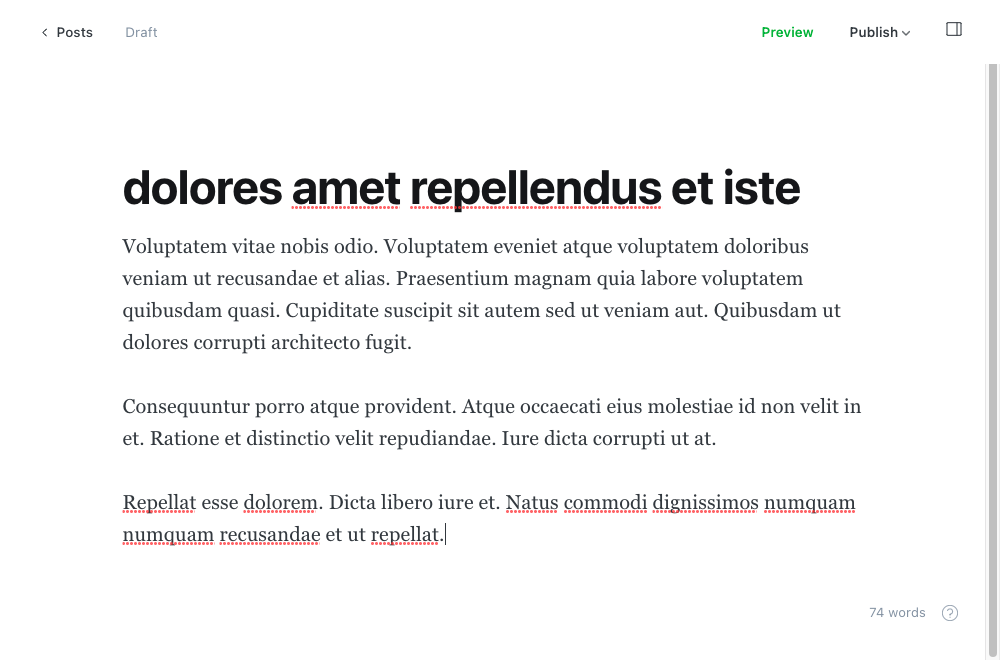 Posts
Draft
Preview
Publish
dolores amet repellendus et iste
Voluptatem vitae nobis odio. Voluptatem eveniet atque voluptatem doloribus
veniam ut recusandae et alias. Praesentium magnam quia labore voluptatem
quibusdam quasi. Cupiditate suscipit sit autem sed ut veniam aut. Quibusdam ut
dolores corrupti architecto fugit.
Consequuntur porro atque provident. Atque occaecati eius molestiae id non velit in
et. Ratione et distinctio velit repudiandae. Iure dicta corrupti ut at.
Repellat esse dolorem. Dicta libero iure et. Natus commodi dignissimos numquam
numquam recusandae et ut repellat.
74 words
?